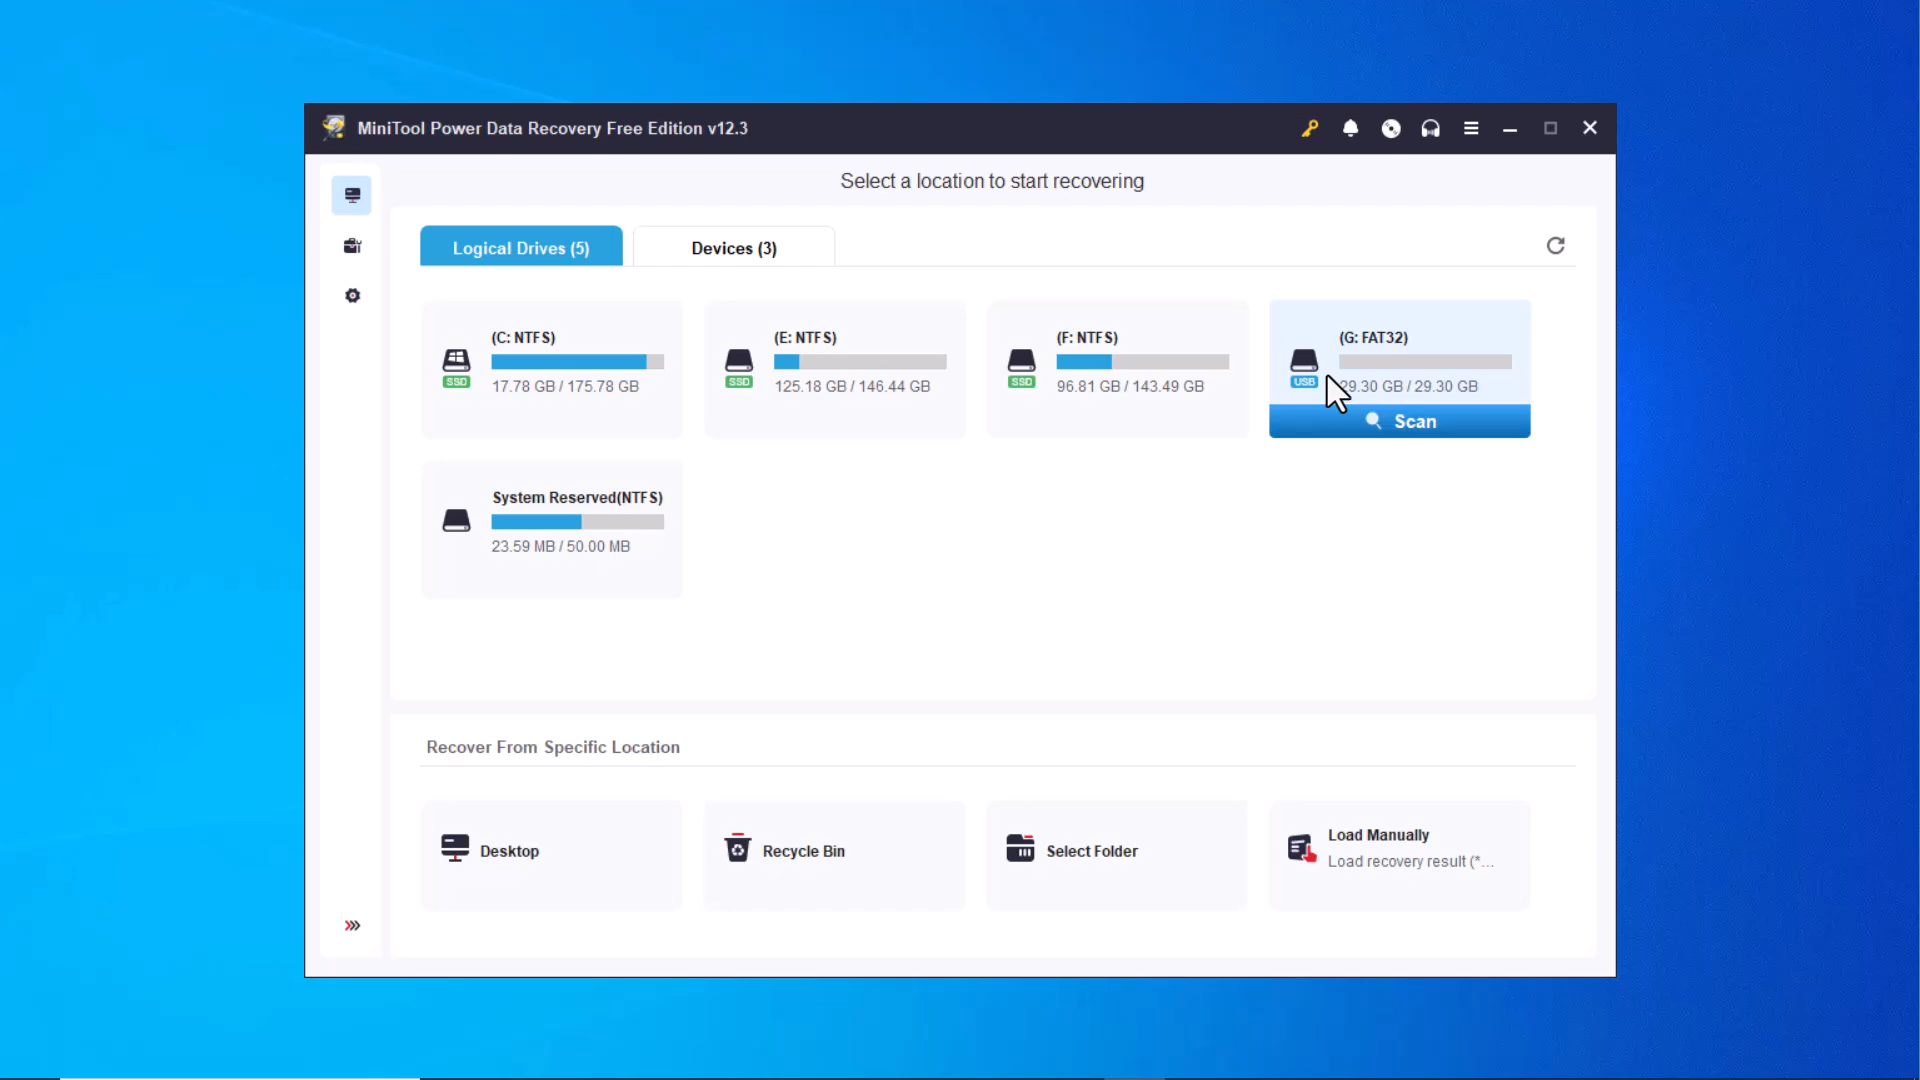 MiniTool Power Data Recovery Free Edition v12.3
Select a location to start recovering
Logical Drives (5)
Devices (3)
(C: NTFS)
SSD
17.78 GB / 175.78 GB
(E: NTFS)
SSD
125.18 GB / 146.44 GB
(F: NTFS)
SSD
96.81 GB / 143.49 GB
(G: FAT32)
USB
29.30 GB / 29.30 GB
Scan
System Reserved(NTFS)
23.59 MB / 50.00 MB
Recover From Specific Location
Desktop
Recycle Bin
Select Folder
Load Manually
Load recovery result (*...